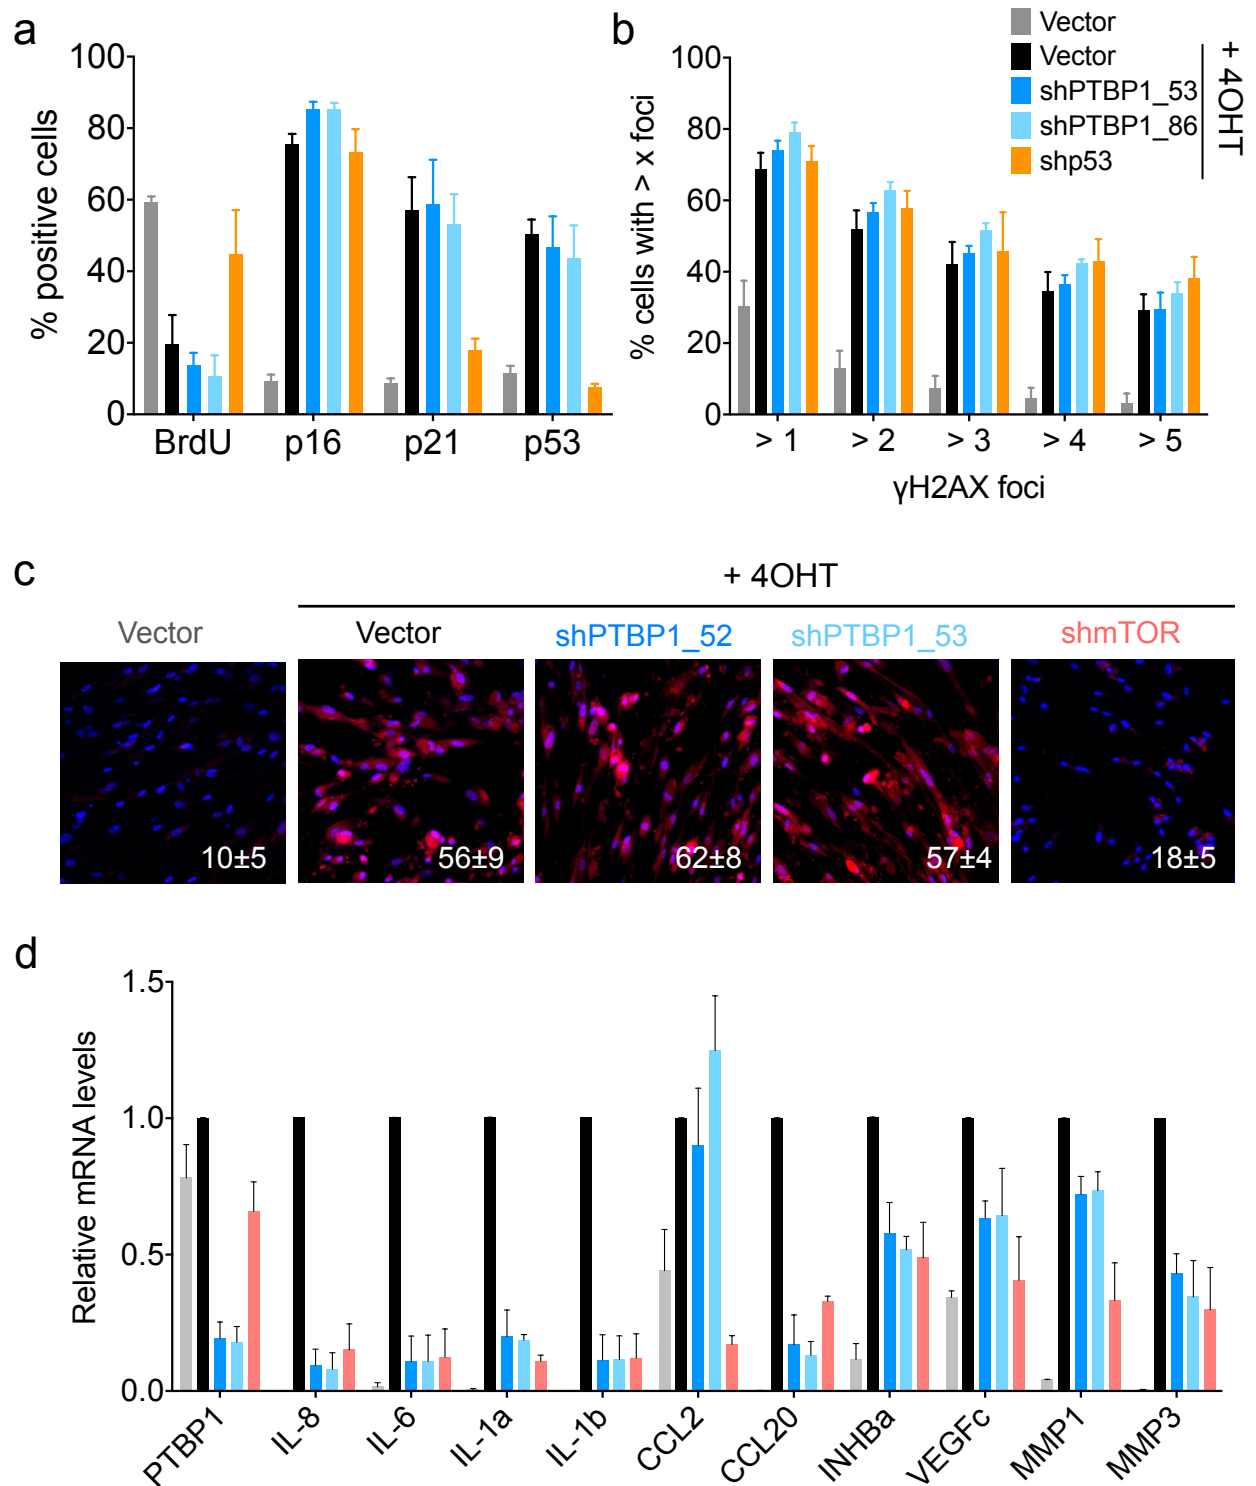 a
100
80
60
40
20
0
% positive cells
BrdU p16 p21 p53
b
100
80
60
40
20
0
% cells with > x foci
> 1 > 2 > 3 > 4 > 5
γH2AX foci
Vector
Vector
shPTBP1_53
shPTBP1_86
shp53
+ 4OHT
c
+ 4OHT
Vector Vector shPTBP1_52 shPTBP1_53 shmTOR
10±5 56±9 62±8 57±4 18±5
d
1.5
1.0
0.5
0.0
Relative mRNA levels
PTBP1 IL-8 IL-6 IL-1a IL-1b CCL2 CCL20 INHBa VEGFc MMP1 MMP3